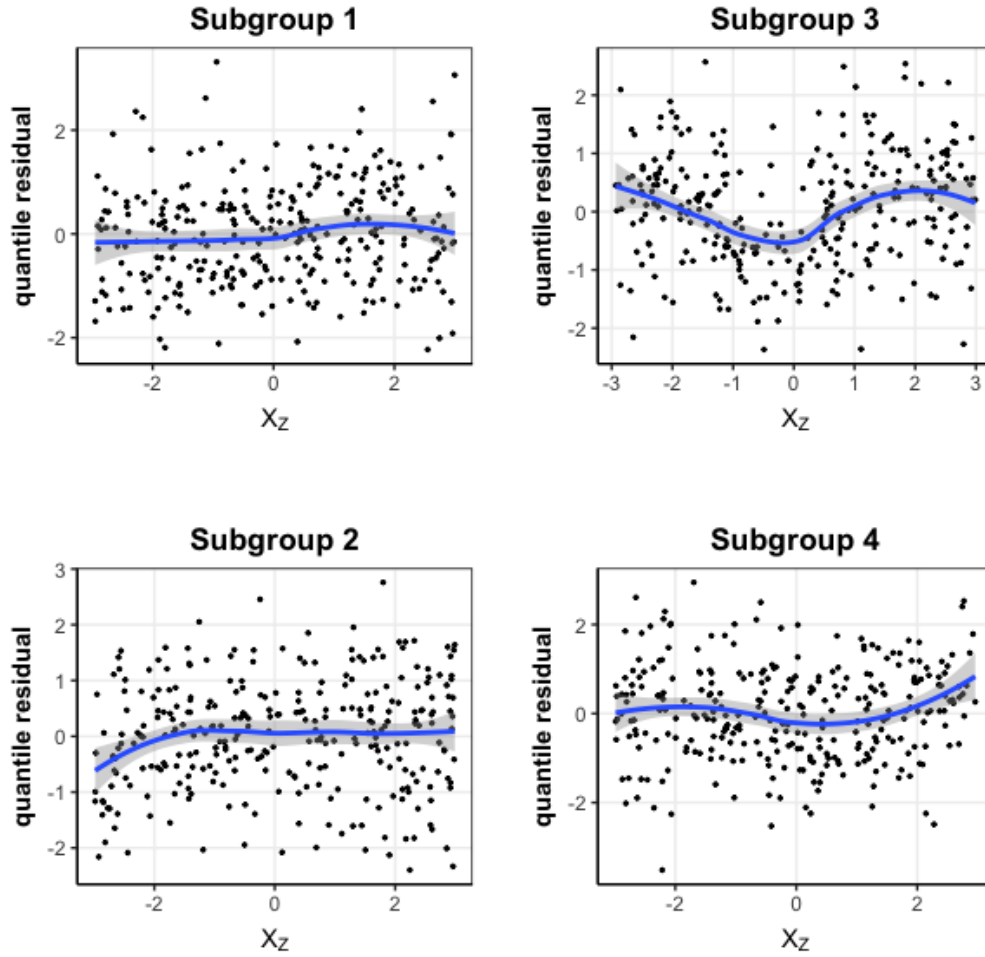 Subgroup 1
quantile residual
2
0
-2
-2 0 2
XZ
Subgroup 3
quantile residual
2
1
0
-1
-2
-3 -2 -1 0 1 2 3
XZ
Subgroup 2
quantile residual
3
2
1
0
-1
-2
-2 0 2
XZ
Subgroup 4
quantile residual
2
0
-2
-2 0 2
XZ